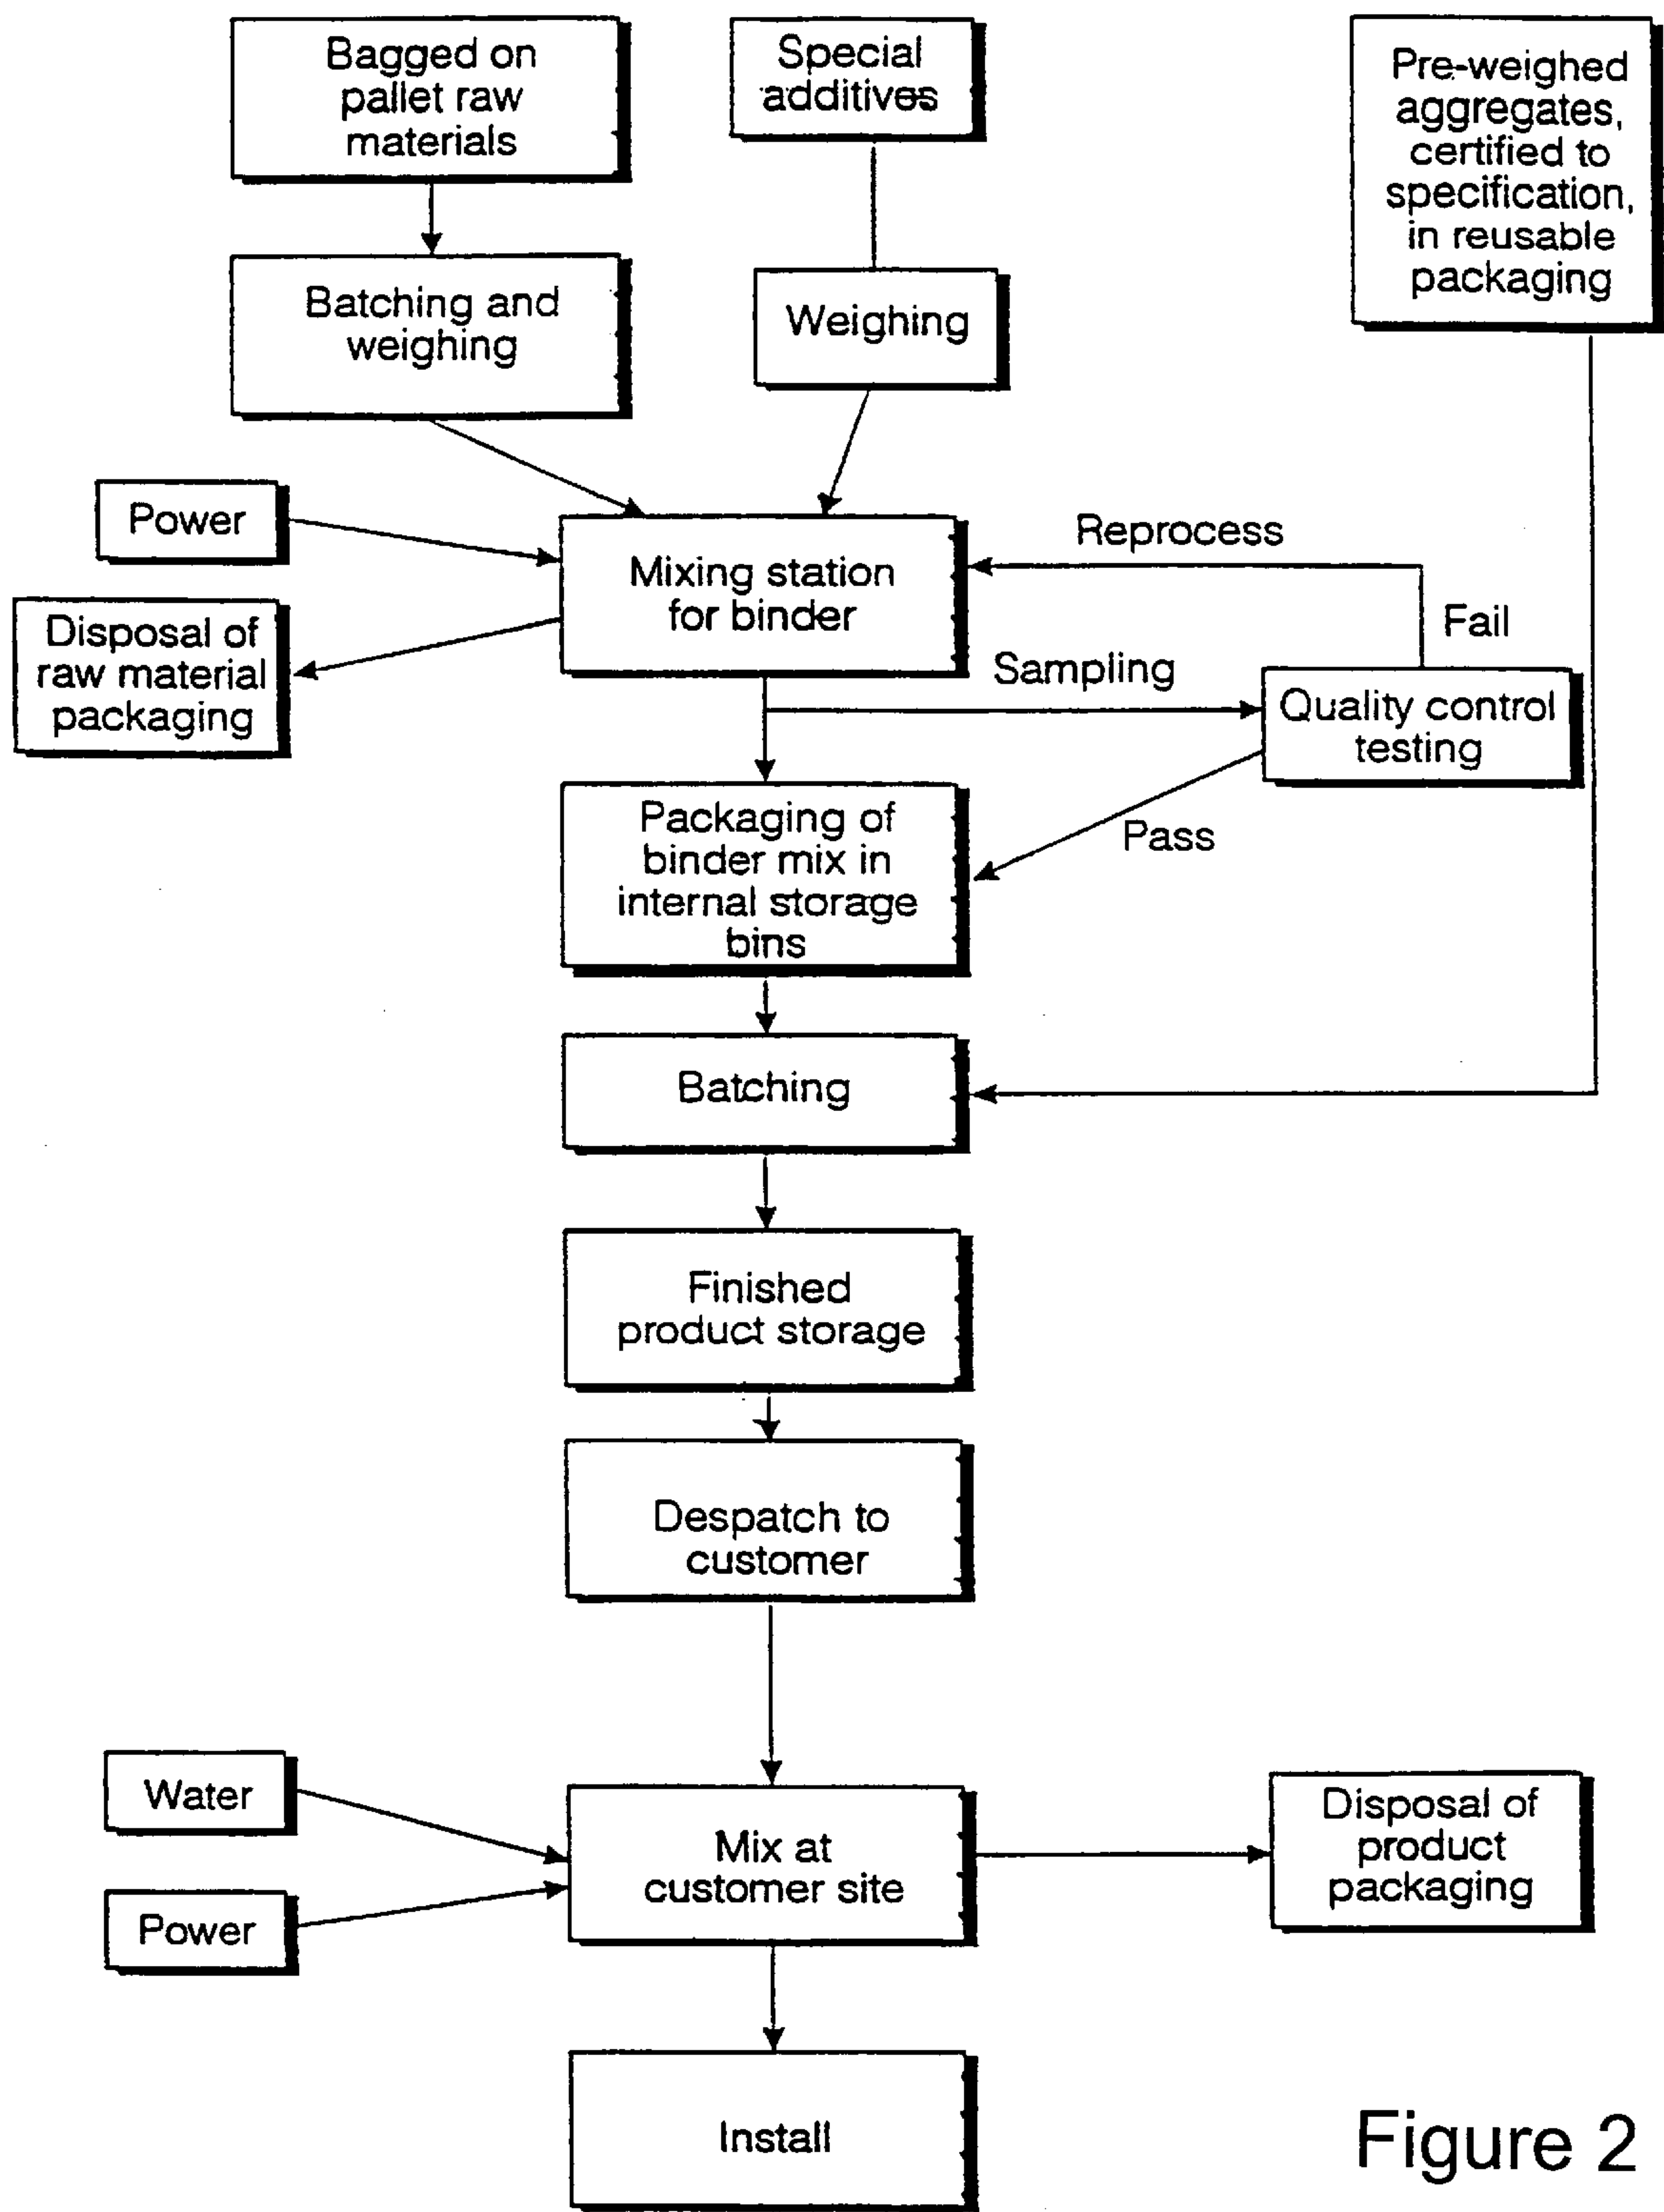 Bagged on
pallet raw
materials
Special
additives
Pre-weighed
aggregates,
certified to
specification,
in reusable
packaging
Batching and
weighing
Weighing
Power
Mixing station
for binder
Reprocess
Fail
Disposal of
raw material
packaging
Sampling
Quality control
testing
Pass
Packaging of
binder mix in
internal storage
bins
Batching
Finished
product storage
Despatch to
customer
Water
Power
Mix at
customer site
Disposal of
product
packaging
Install
Figure 2